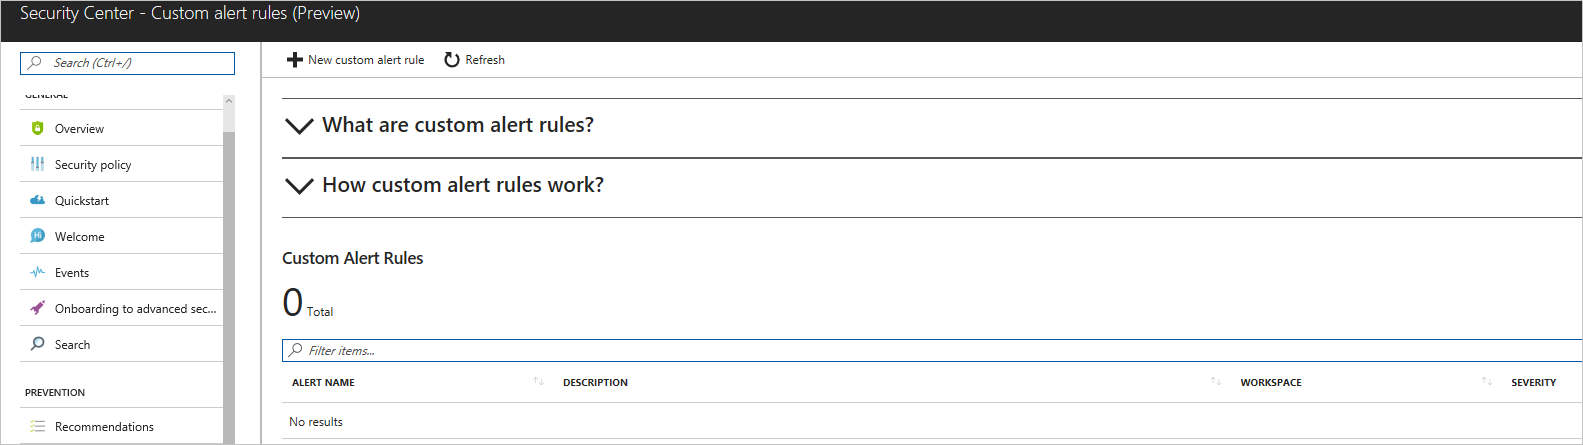 Security Center - Custom alert rules (Preview)
Search (Ctrl+/)
GENERAL
Overview
Security policy
Quickstart
Hi
Welcome
Events
Onboarding to advanced sec...
Search
PREVENTION
Recommendations
New custom alert rule
Refresh
What are custom alert rules?
How custom alert rules work?
Custom Alert Rules
0 Total
Filter items...
ALERT NAME DESCRIPTION WORKSPACE SEVERITY
No results